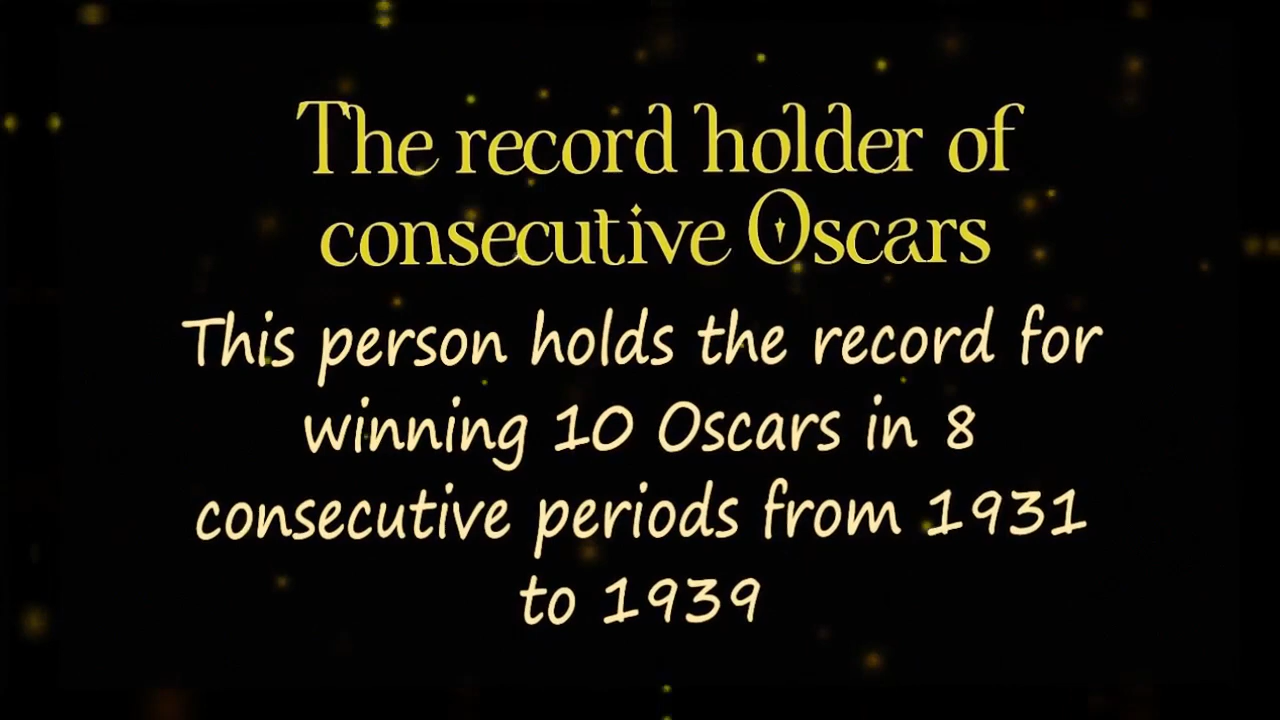 The record holder of
consecutive Oscars
This person holds the record for
winning 10 Oscars in 8
consecutive periods from 1931
to 1939